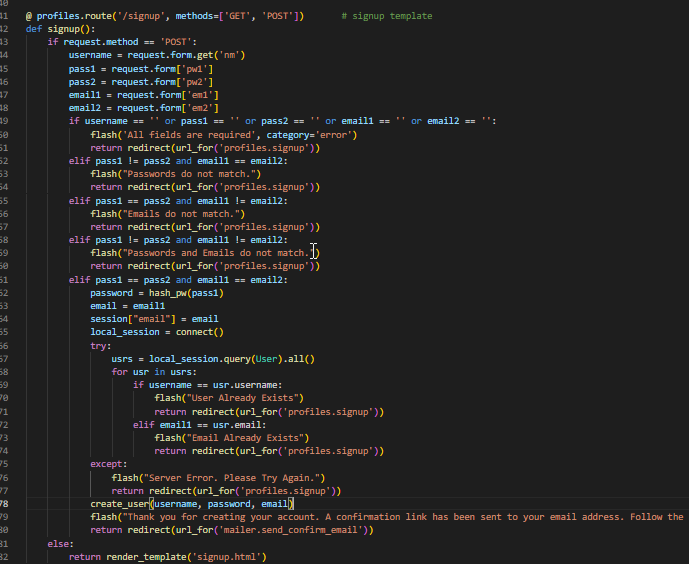 40
41 @ profiles.route('/signup', methods=['GET', 'POST']) # signup template
42 def signup():
43 if request.method == 'POST':
44 username = request.form.get('nm')
45 pass1 = request.form['pw1']
46 pass2 = request.form['pw2']
47 email1 = request.form['em1']
48 email2 = request.form['em2']
49 if username == '' or pass1 == '' or pass2 == '' or email1 == '' or email2 == '':
50 flash('All fields are required', category='error')
51 return redirect(url_for('profiles.signup'))
52 elif pass1 != pass2 and email1 == email2:
53 flash("Passwords do not match.")
54 return redirect(url_for('profiles.signup'))
55 elif pass1 == pass2 and email1 != email2:
56 flash("Emails do not match.")
57 return redirect(url_for('profiles.signup'))
58 elif pass1 != pass2 and email1 != email2:
59 flash("Passwords and Emails do not match.")
60 return redirect(url_for('profiles.signup'))
61 elif pass1 == pass2 and email1 == email2:
62 password = hash_pw(pass1)
63 email = email1
64 session["email"] = email
65 local_session = connect()
66 try:
67 usrs = local_session.query(User).all()
68 for usr in usrs:
69 if username == usr.username:
70 flash("User Already Exists")
71 return redirect(url_for('profiles.signup'))
72 elif email1 == usr.email:
73 flash("Email Already Exists")
74 return redirect(url_for('profiles.signup'))
75 except:
76 flash("Server Error. Please Try Again.")
77 return redirect(url_for('profiles.signup'))
78 create_user(username, password, email)
79 flash("Thank you for creating your account. A confirmation link has been sent to your email address. Follow the
80 return redirect(url_for('mailer.send_confirm_email'))
81 else:
82 return render_template('signup.html')